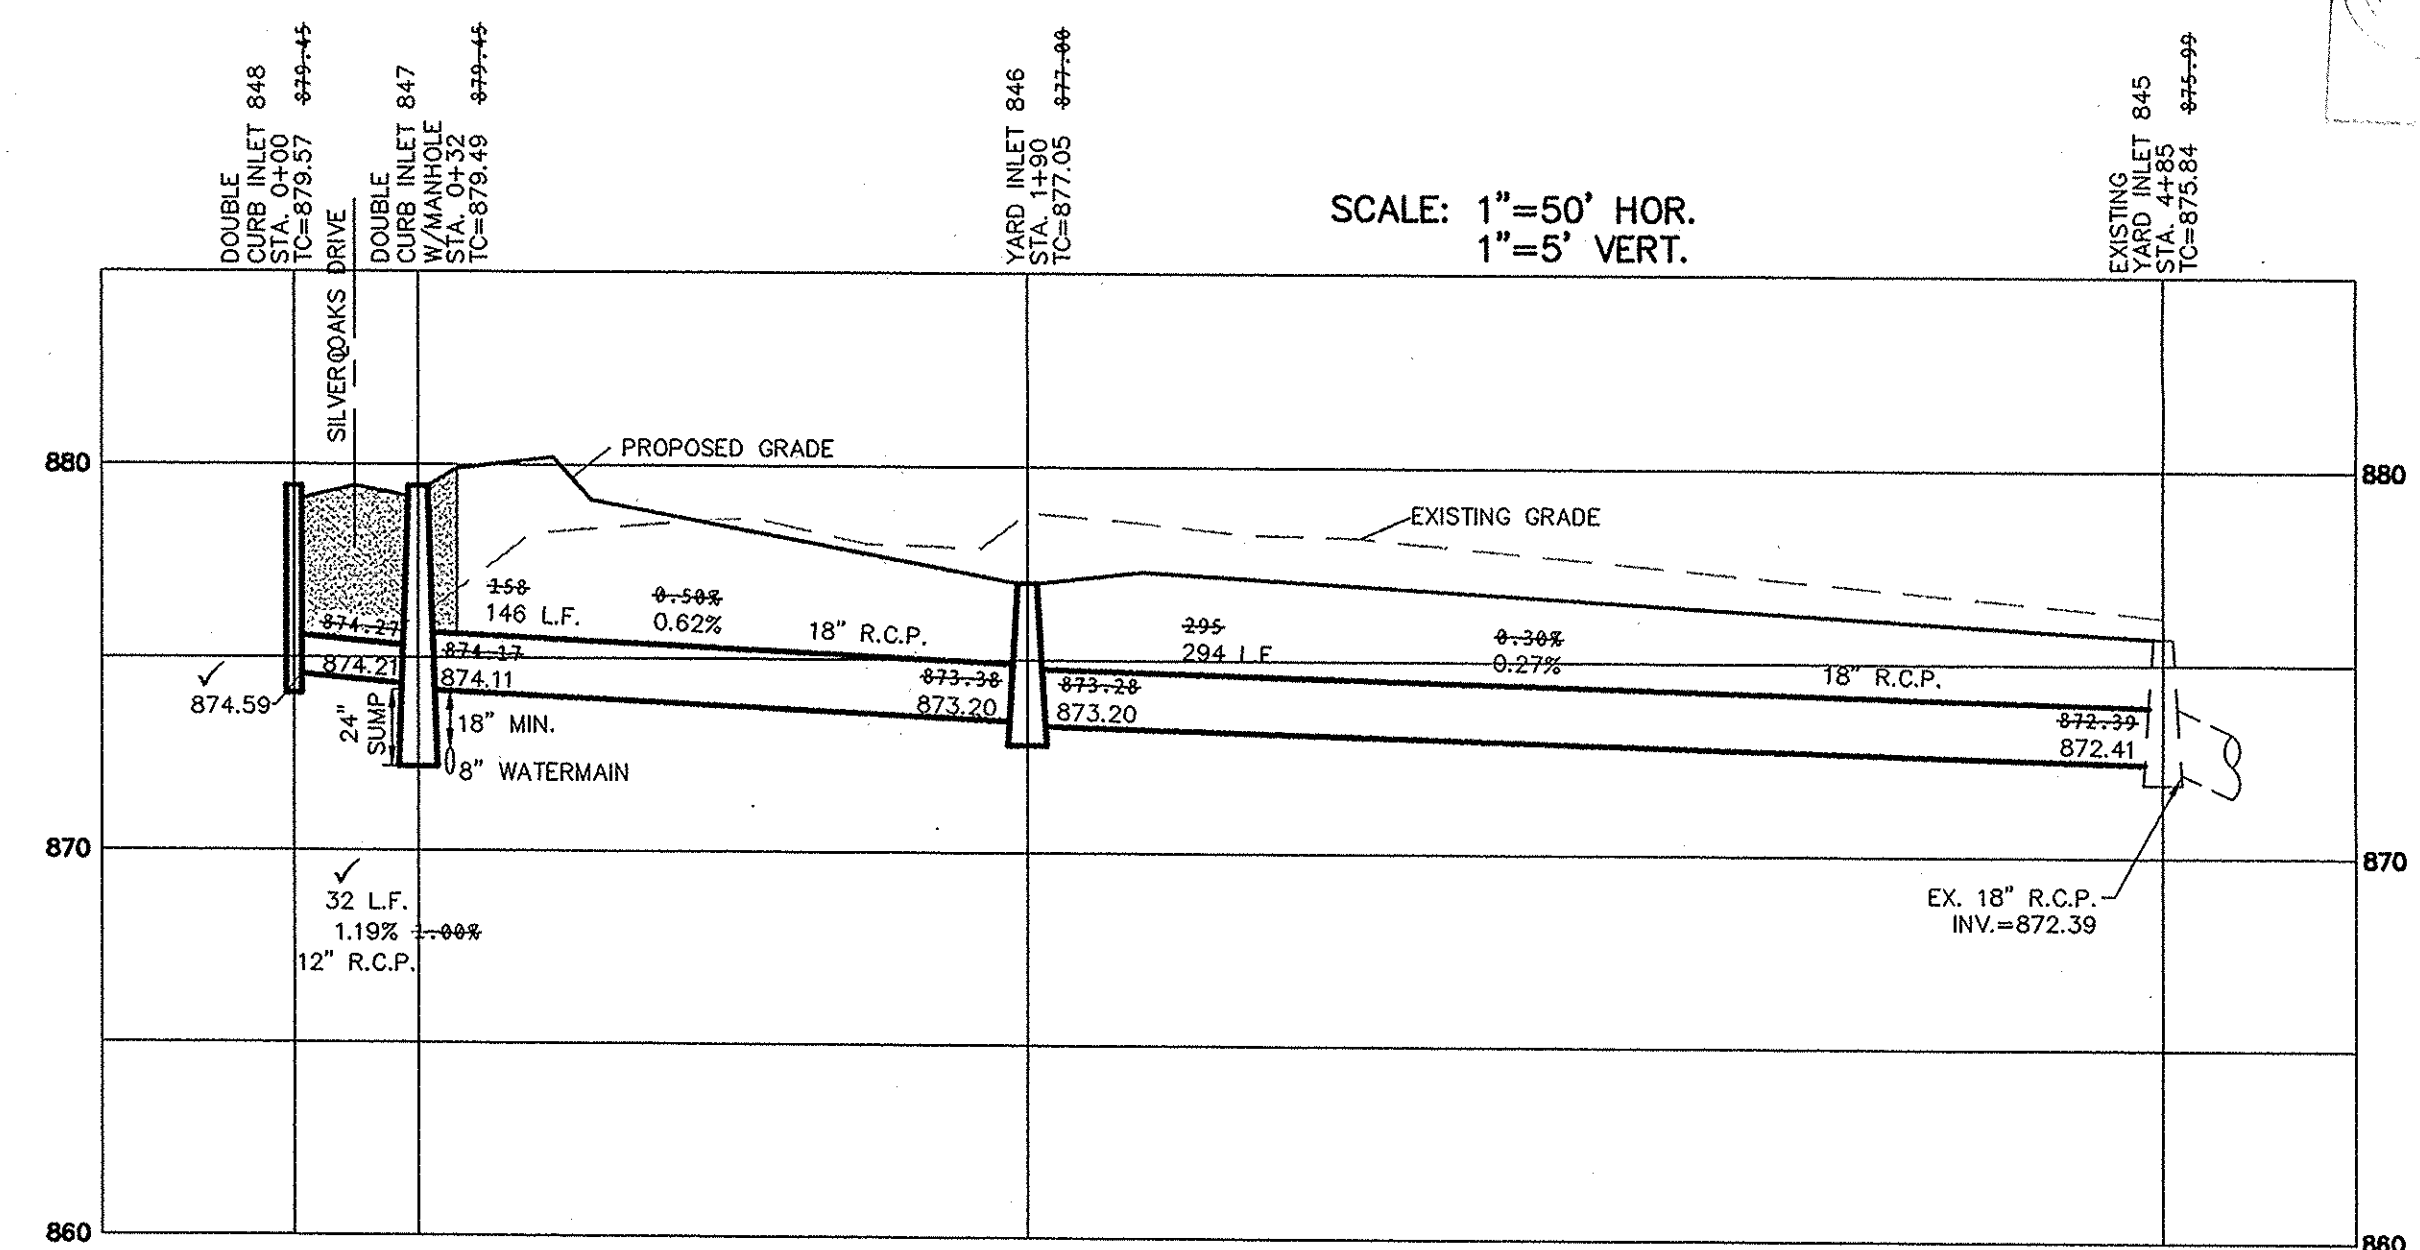 DOUBLE
CURB INLET 848
STA. 0+00
TC=879.57 879.45
SILVEROAKS DRIVE
DOUBLE
CURB INLET 847
W/MANHOLE
STA. 0+32
TC=879.49 879.45
YARD INLET 846
STA. 1+90
TC=877.05 877.00
EXISTING
YARD INLET 845
STA. 4+85
TC=875.84 875.99
SCALE: 1"=50' HOR.
1"=5' VERT.
880
PROPOSED GRADE
880
EXISTING GRADE
158
146 L.F.
0.50%
0.62%
18" R.C.P.
295
294 L.F
0.30%
0.27%
18" R.C.P.
874.27
874.21
874.17
874.11
✓
874.59
24"
SUMP
18" MIN.
8" WATERMAIN
873.38
873.20
873.28
873.20
872.39
872.41
870
870
✓
32 L.F.
1.19% 1.00%
12" R.C.P.
EX. 18" R.C.P.
INV.=872.39
860
860